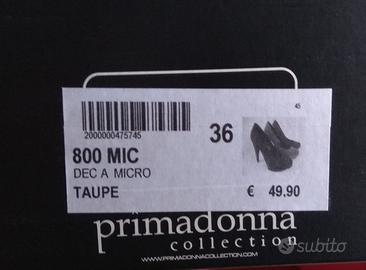 45
2000000475745
36
800 MIC
DEC A MICRO
TAUPE
€ 49,90
primadonna
collection
WWW.PRIMADONNACOLLECTION.COM
subito